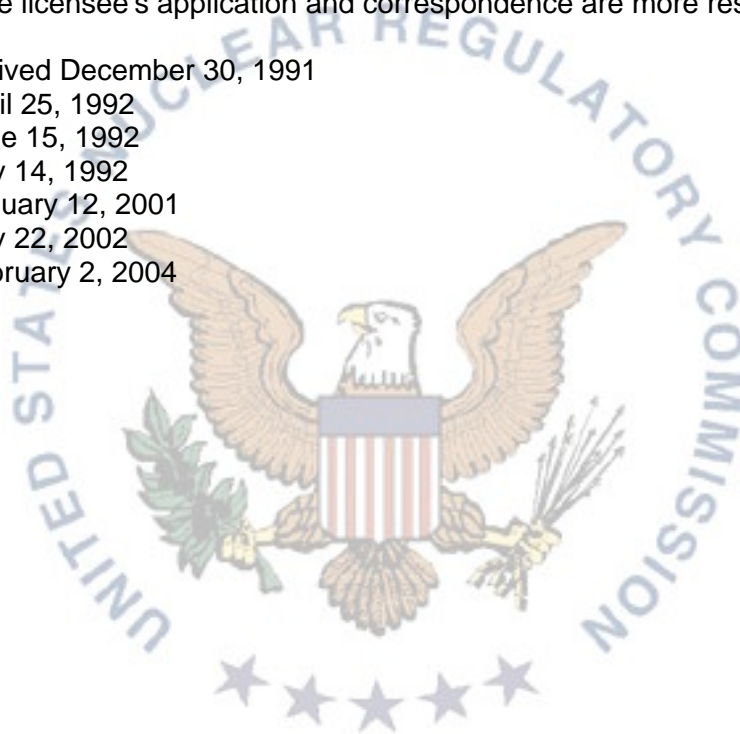 e licensee's application and correspondence are more res
ived December 30, 1991
il 25, 1992
e 15, 1992
y 14, 1992
uary 12, 2001
y 22, 2002
bruary 2, 2004
UNITED STATES NUCLEAR REGULATORY COMMISSION